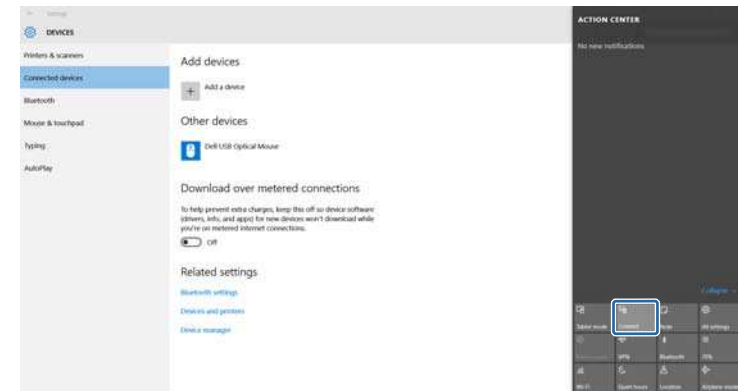 Settings
DEVICES
Printers & scanners
Connected devices
Bluetooth
Mouse & touchpad
Typing
AutoPlay
Add devices
Add a device
Other devices
Dell USB Optical Mouse
Download over metered connections
To help prevent extra charges, keep this off so device software
(drivers, info, and apps) for new devices won't download while
you're on metered internet connections.
Off
Related settings
Bluetooth settings
Devices and printers
Device manager
ACTION CENTER
No new notifications
Collapse
Tablet mode
Connect
Note
All settings
VPN
Bluetooth
70%
Wi-Fi
Quiet hours
Location
Airplane mode